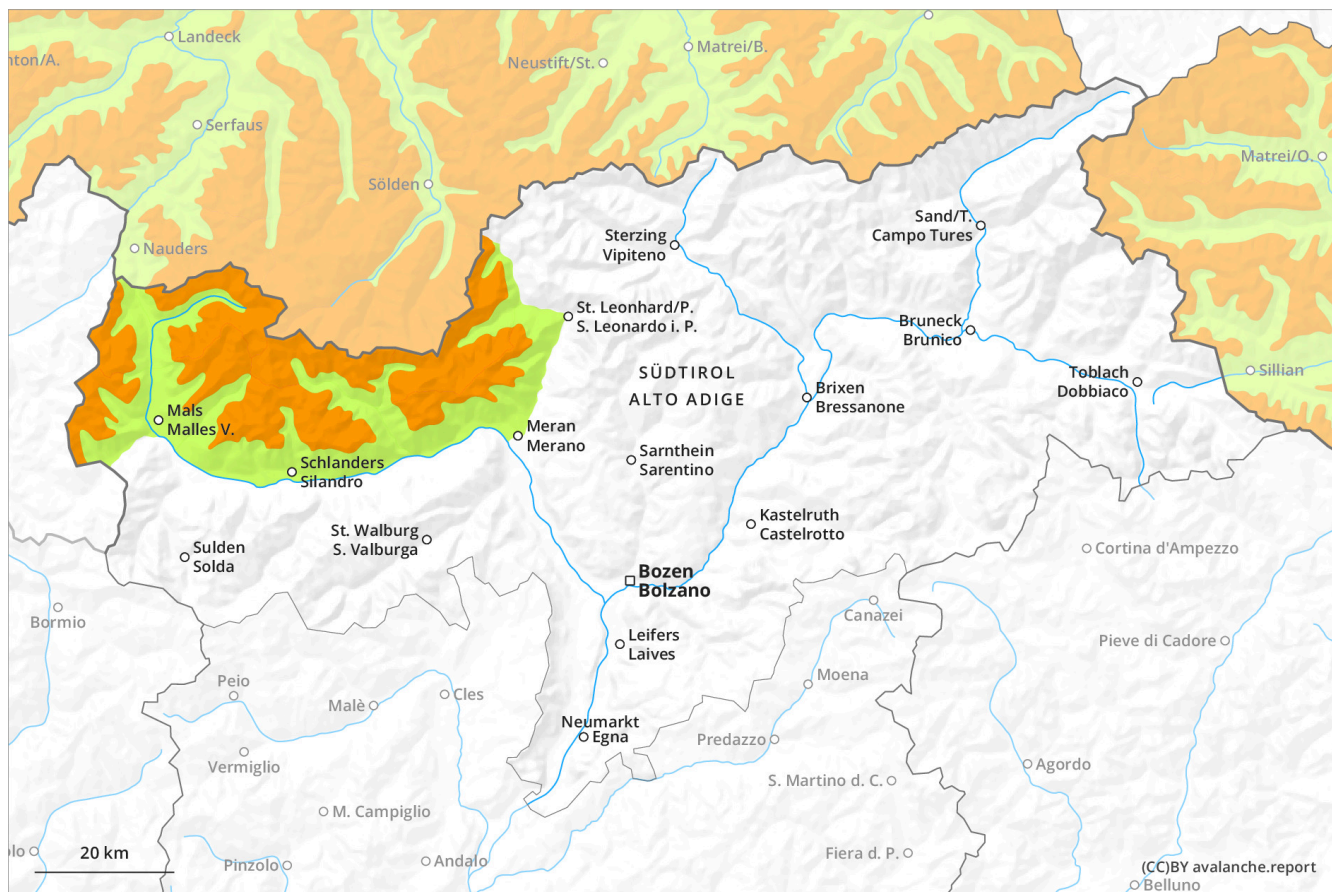 Landeck
Matrei/B.
nton/A.
Neustift/St.
Serfaus
Matrei/O.
Sölden
Sand/T.
Campo Tures
Sterzing
Vipiteno
Nauders
St. Leonhard/P.
S. Leonardo i. P.
Bruneck
Brunico
SÜDTIROL
ALTO ADIGE
Toblach
Dobbiaco
Sillian
Brixen
Bressanone
Mals
Malles V.
Meran
Merano
Schlanders
Silandro
Sarnthein
Sarentino
Kastelruth
Castelrotto
St. Walburg
S. Valburga
Sulden
Solda
Cortina d'Ampezzo
Bozen
Bolzano
Bormio
Canazei
Leifers
Laives
Pieve di Cadore
Moena
Peio
Malè
Cles
Neumarkt
Egna
Predazzo
Vermiglio
Agordo
S. Martino d. C.
M. Campiglio
20 km
olo
Pinzolo
Andalo
Fiera d. P.
(CC)BY avalanche.report
Belluno